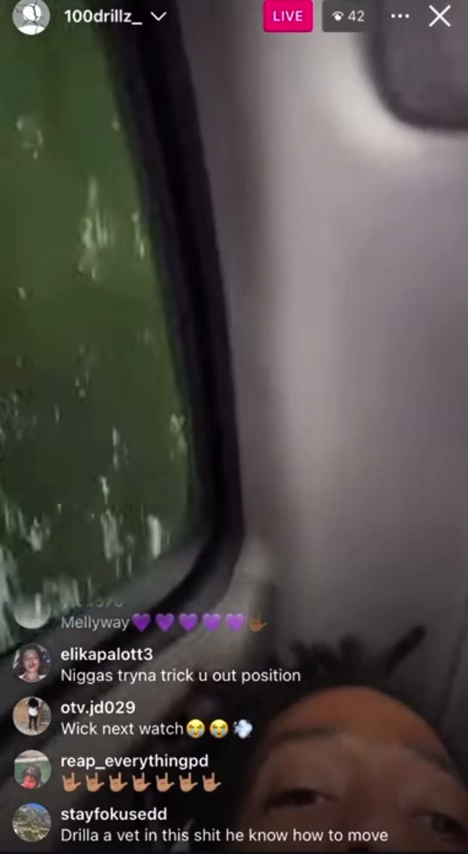 100drillz_
LIVE
42
Mellyway💜💜💜💜💜🤟🏾
elikapalott3
Niggas tryna trick u out position
otv.jd029
Wick next watch😭😭💨
reap_everythingpd
🤟🏽🤟🏽🤟🏽🤟🏽🤟🏽🤟🏽🤟🏽
stayfokusedd
Drilla a vet in this shit he know how to move